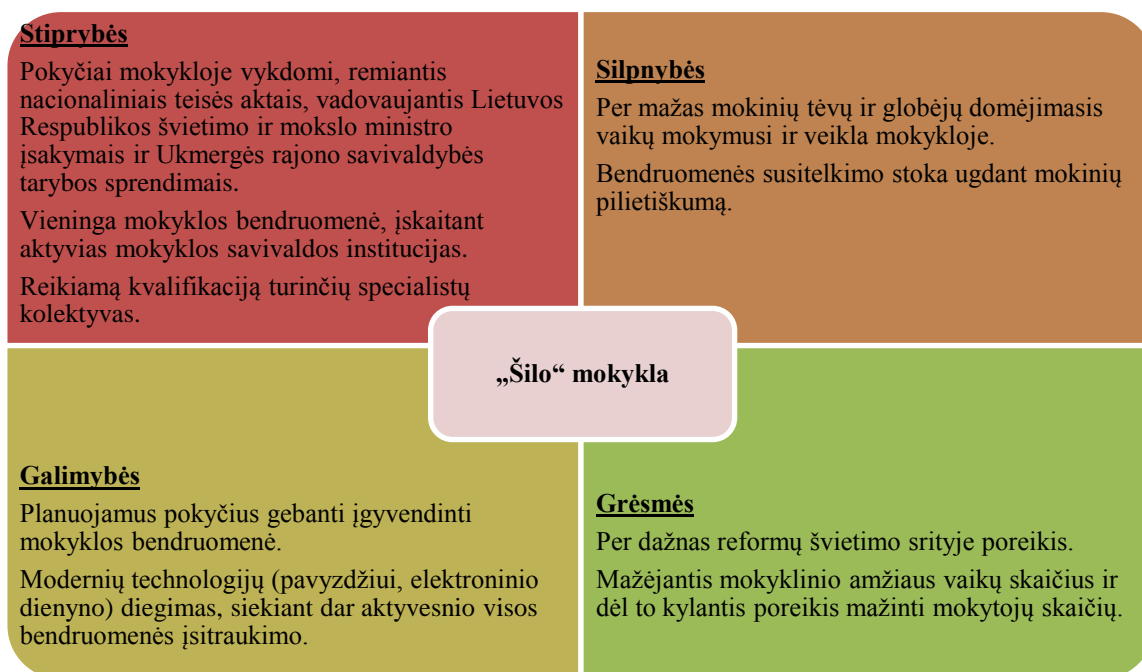 Stiprybės
Pokyčiai mokykloje vykdomi, remiantis
nacionaliniais teisės aktais, vadovaujantis Lietuvos
Respublikos švietimo ir mokslo ministro
įsakymais ir Ukmergės rajono savivaldybės
tarybos sprendimais.
Vieninga mokyklos bendruomenė, įskaitant
aktyvias mokyklos savivaldos institucijas.
Reikiamą kvalifikaciją turinčių specialistų
kolektyvas.
Silpnybės
Per mažas mokinių tėvų ir globėjų domėjimasis
vaikų mokymusi ir veikla mokykloje.
Bendruomenės susitelkimo stoka ugdant mokinių
pilietiškumą.
„Šilo“ mokykla
Galimybės
Planuojamus pokyčius gebanti įgyvendinti
mokyklos bendruomenė.
Modernių technologijų (pavyzdžiui, elektroninio
dienyno) diegimas, siekiant dar aktyvesnio visos
bendruomenės įsitraukimo.
Grėsmės
Per dažnas reformų švietimo srityje poreikis.
Mažėjantis mokyklinio amžiaus vaikų skaičius ir
dėl to kylantis poreikis mažinti mokytojų skaičių.